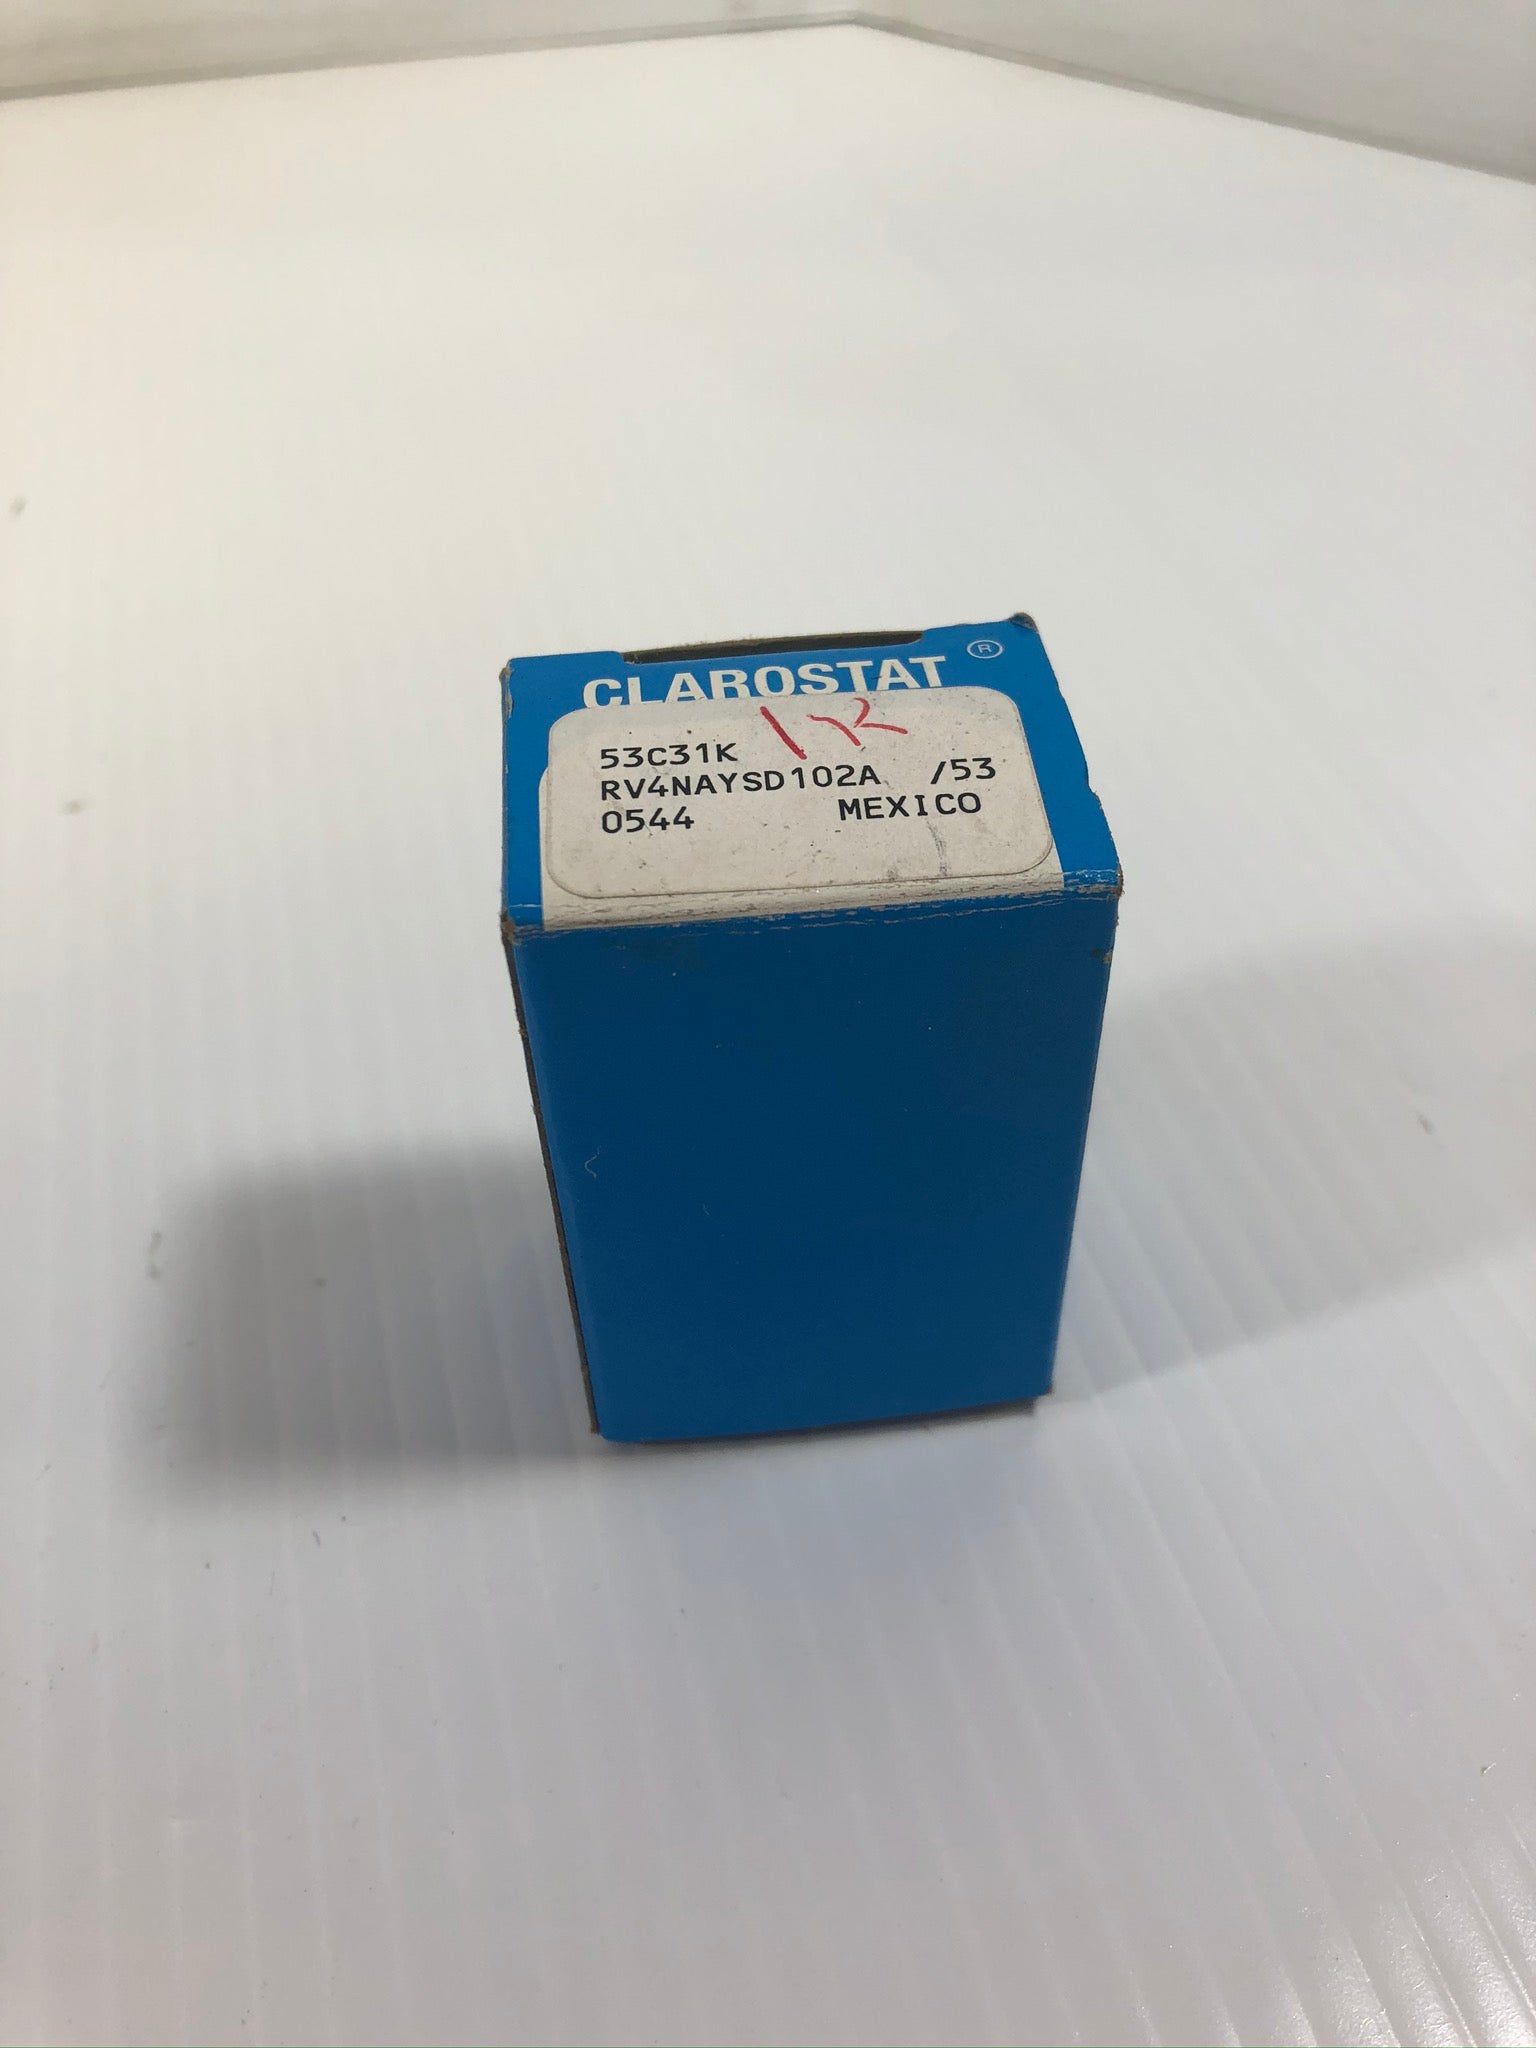 CLAROSTAT ®
1K
53C31K
RV4NAYSD102A /53
0544 MEXICO